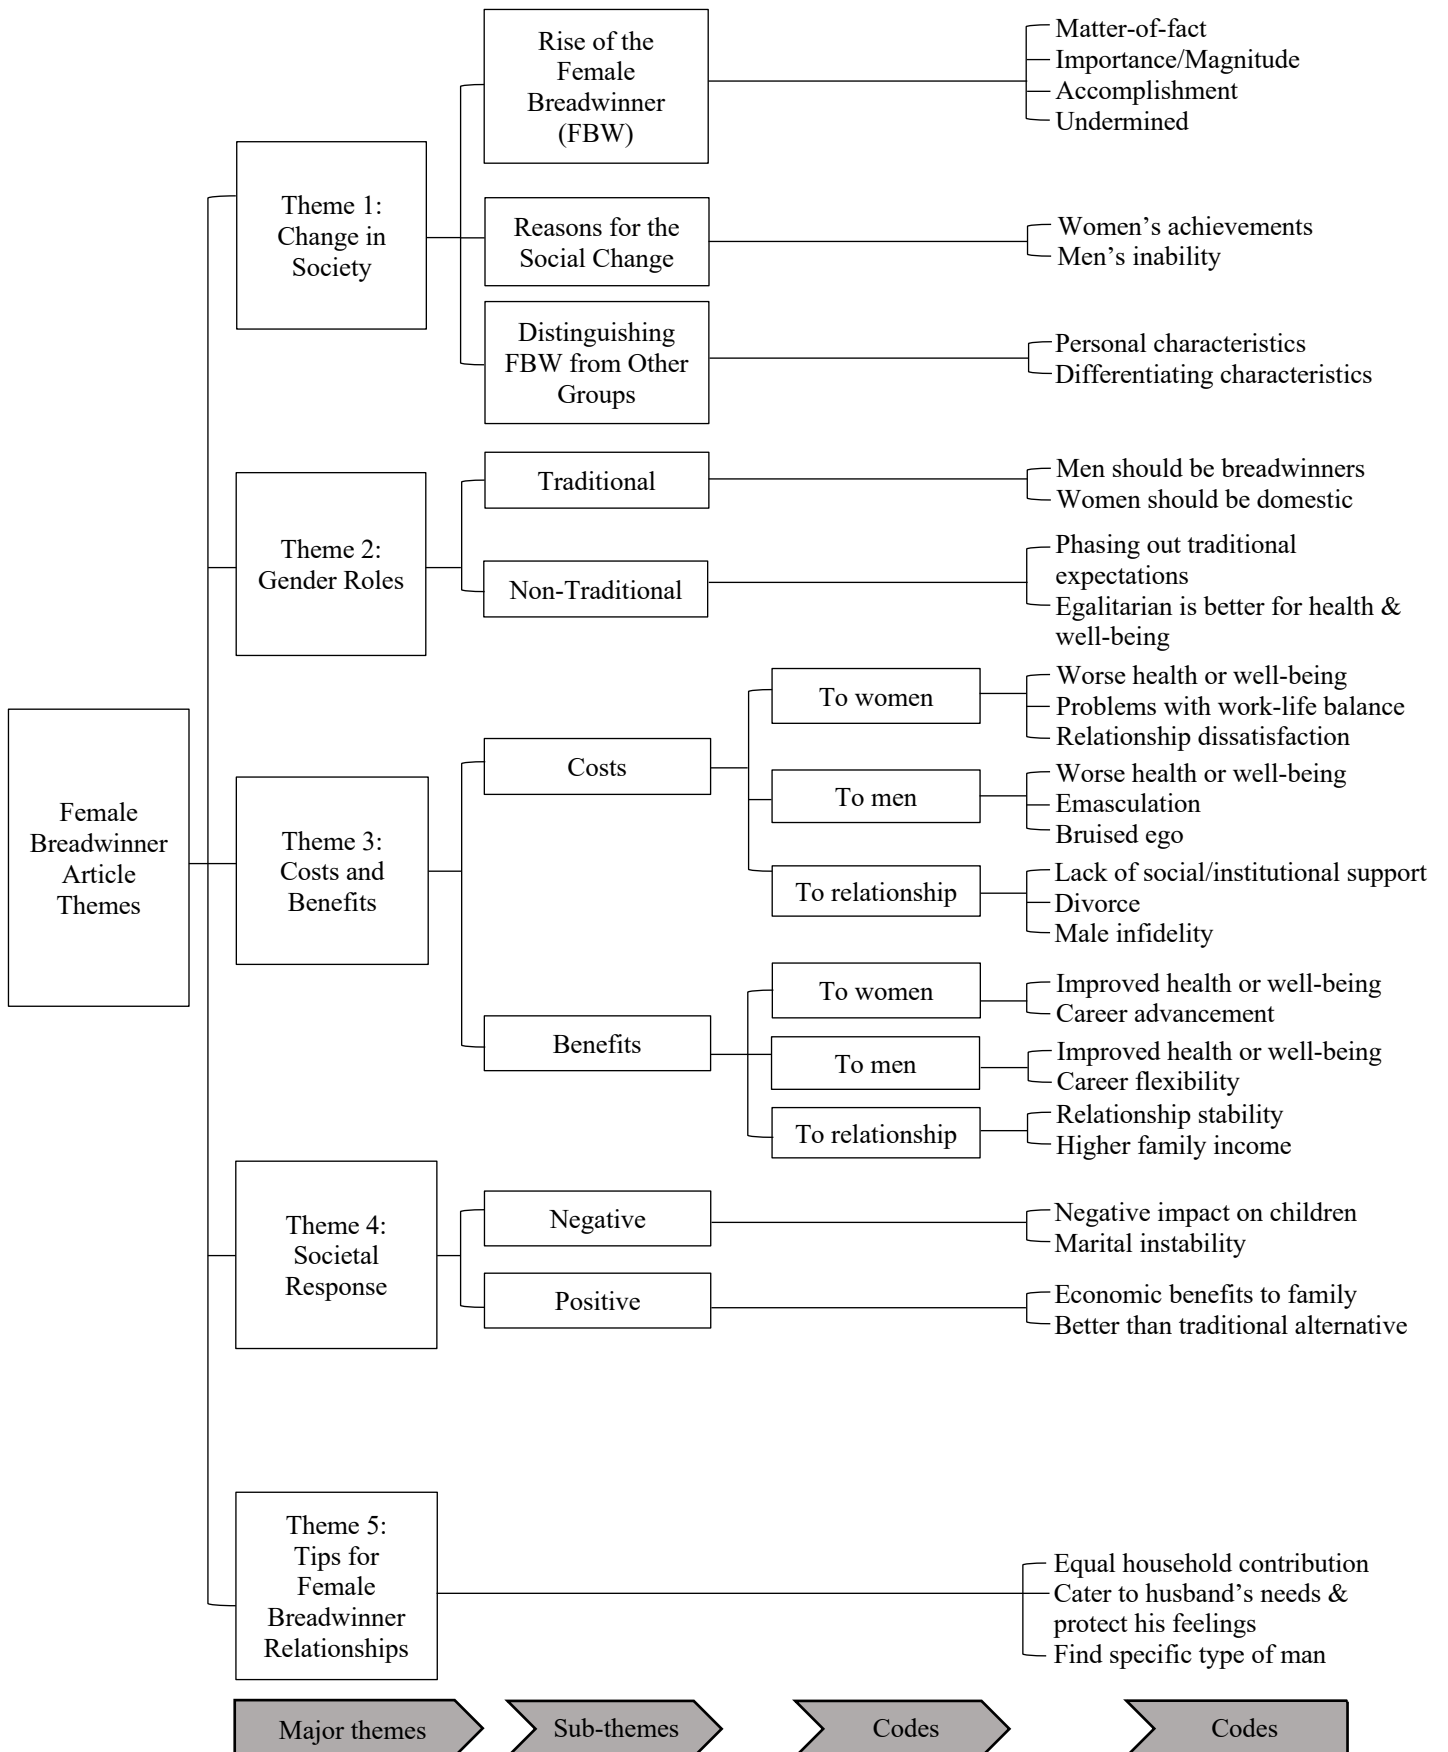 Female
Breadwinner
Article
Themes
Theme 1:
Change in
Society
Rise of the
Female
Breadwinner
(FBW)
Matter-of-fact
Importance/Magnitude
Accomplishment
Undermined
Reasons for the
Social Change
Women’s achievements
Men’s inability
Distinguishing
FBW from Other
Groups
Personal characteristics
Differentiating characteristics
Theme 2:
Gender Roles
Traditional
Men should be breadwinners
Women should be domestic
Non-Traditional
Phasing out traditional
expectations
Egalitarian is better for health &
well-being
Theme 3:
Costs and
Benefits
Costs
To women
Worse health or well-being
Problems with work-life balance
Relationship dissatisfaction
To men
Worse health or well-being
Emasculation
Bruised ego
To relationship
Lack of social/institutional support
Divorce
Male infidelity
Benefits
To women
Improved health or well-being
Career advancement
To men
Improved health or well-being
Career flexibility
To relationship
Relationship stability
Higher family income
Theme 4:
Societal
Response
Negative
Negative impact on children
Marital instability
Positive
Economic benefits to family
Better than traditional alternative
Theme 5:
Tips for
Female
Breadwinner
Relationships
Equal household contribution
Cater to husband’s needs &
protect his feelings
Find specific type of man
Major themes
Sub-themes
Codes
Codes